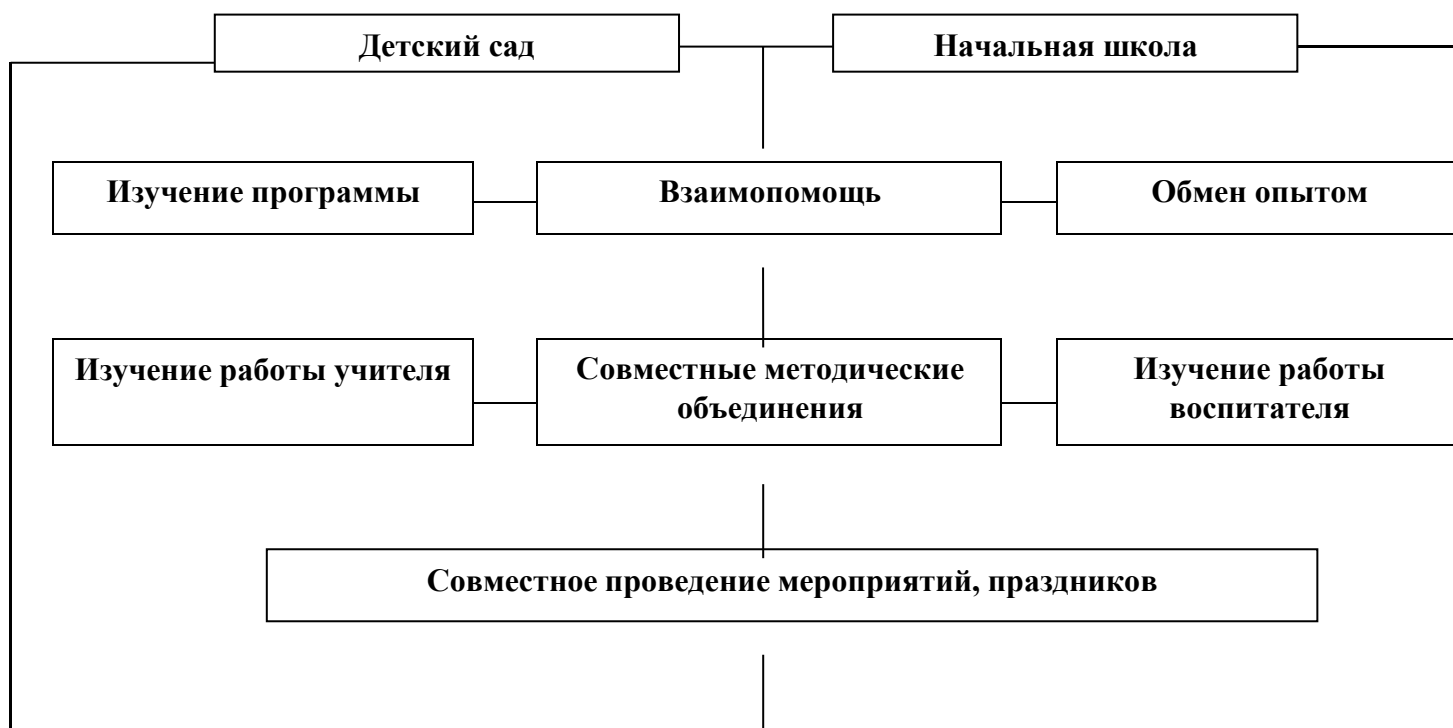 Детский сад
Начальная школа
Изучение программы
Взаимопомощь
Обмен опытом
Изучение работы учителя
Совместные методические
объединения
Изучение работы
воспитателя
Совместное проведение мероприятий, праздников